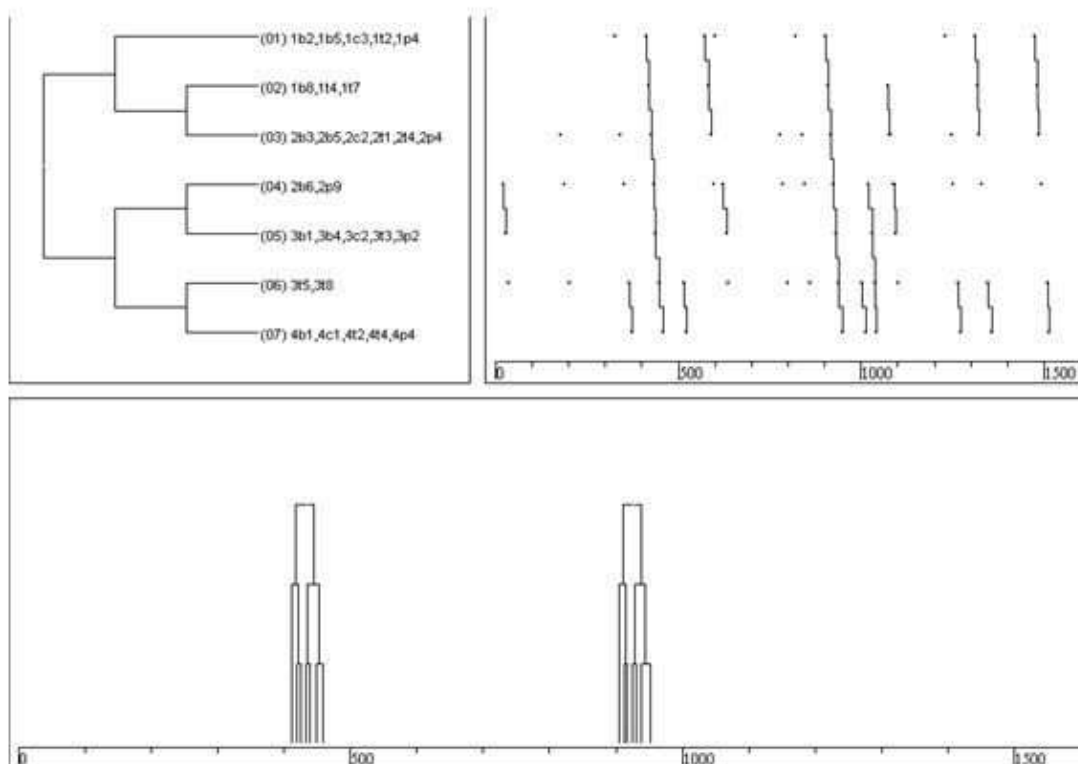 (01) 1b2,1b5,1c3,1t2,1p4
(02) 1b8,1t4,1t7
(03) 2b3,2b5,2c2,2t1,2t4,2p4
(04) 2b6,2p9
(05) 3b1,3b4,3c2,3t3,3p2
(06) 3t5,3t8
(07) 4b1,4c1,4t2,4t4,4p4
0 500 1000 1500
0 500 1000 1500